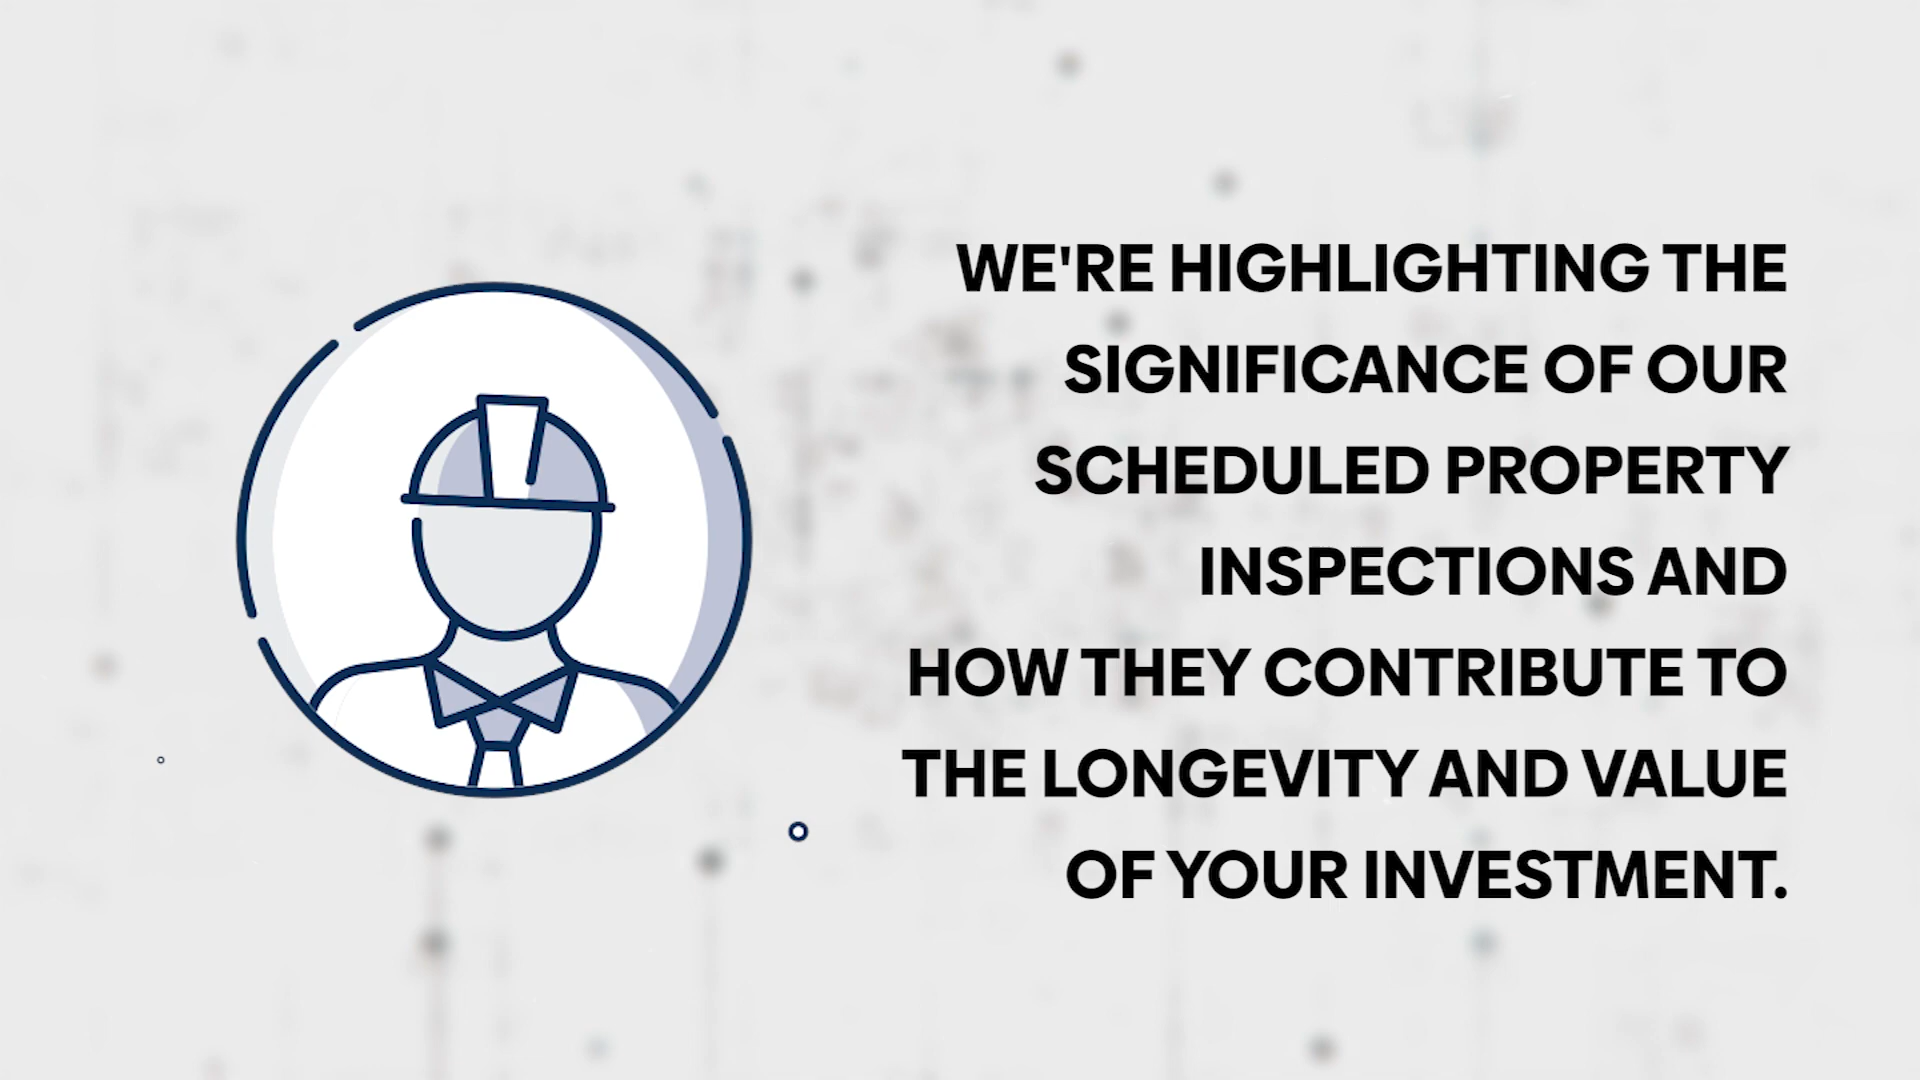 WE'RE HIGHLIGHTING THE
SIGNIFICANCE OF OUR
SCHEDULED PROPERTY
INSPECTIONS AND
HOW THEY CONTRIBUTE TO
THE LONGEVITY AND VALUE
OF YOUR INVESTMENT.